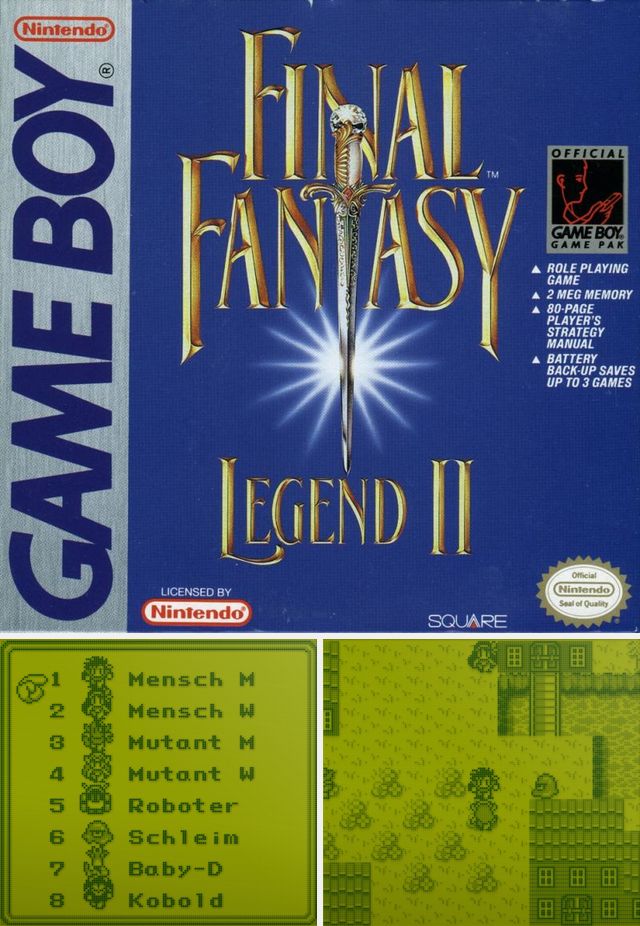 Nintendo
GAME BOY®
FINAL
FANTASY™
LEGEND II
OFFICIAL
GAME BOY®
GAME PAK
▲ ROLE PLAYING
GAME
▲ 2 MEG MEMORY
▲ 80-PAGE
PLAYER'S
STRATEGY
MANUAL
▲ BATTERY
BACK-UP SAVES
UP TO 3 GAMES
LICENSED BY
Nintendo®
SQUARE
Official
Nintendo
Seal of Quality
1 Mensch M
2 Mensch W
3 Mutant M
4 Mutant W
5 Roboter
6 Schleim
7 Baby-D
8 Kobold